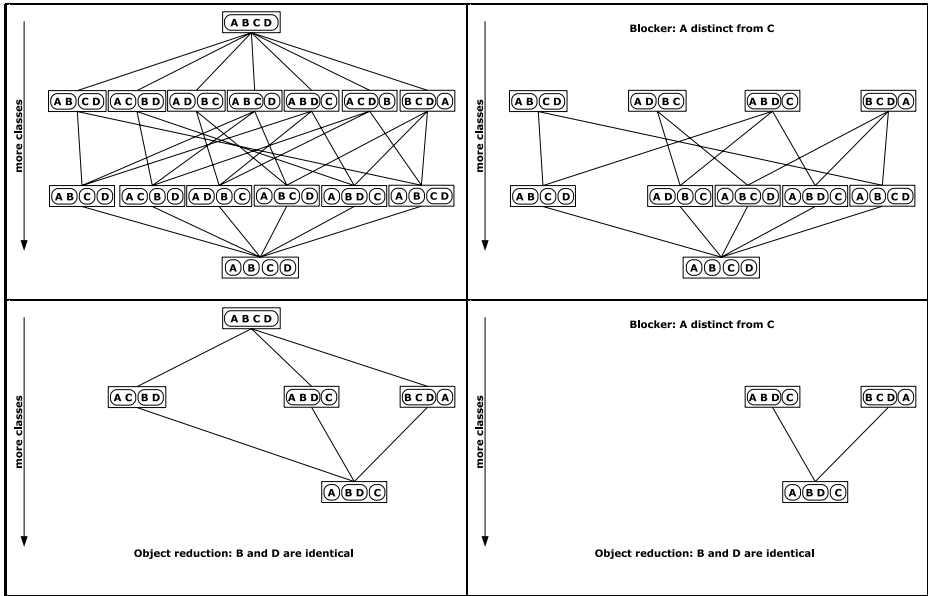 A B C D
more classes
A B C D
A C B D
A D B C
A B C D
A B D C
A C D B
B C D A
A B C D
A C B D
A D B C
A B C D
A B D C
A B C D
A B C D
Blocker: A distinct from C
more classes
A B C D
A D B C
A B D C
B C D A
A B C D
A D B C
A B C D
A B D C
A B C D
A B C D
A B C D
more classes
A C B D
A B D C
B C D A
A B D C
Object reduction: B and D are identical
Blocker: A distinct from C
more classes
A B D C
B C D A
A B D C
Object reduction: B and D are identical